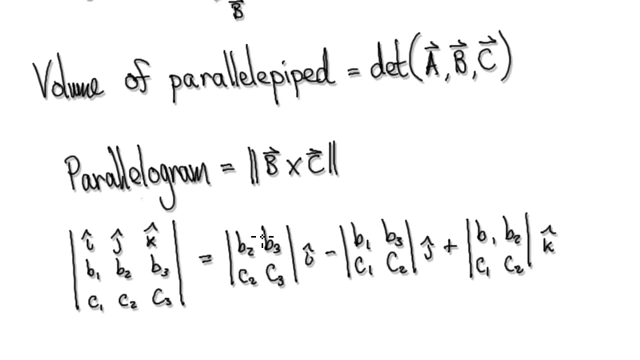 B⃗
Volume of parallelepiped = det(A⃗, B⃗, C⃗)
Parallelogram = ‖B⃗ × C⃗‖
|î ĵ k̂| = |b₂ b₃| î − |b₁ b₃| ĵ + |b₁ b₂| k̂
|b₁ b₂ b₃| |c₂ c₃| |c₁ c₂| |c₁ c₂|
|c₁ c₂ c₃|